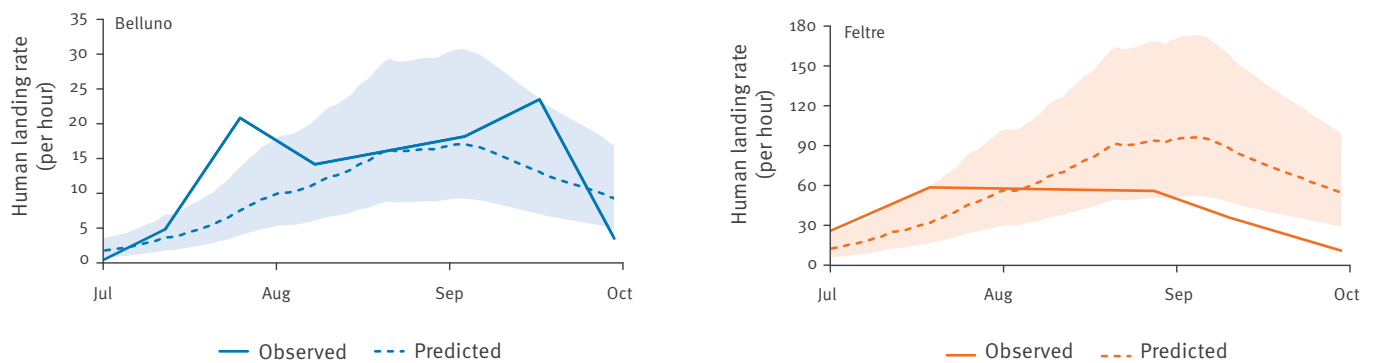 Belluno
Human landing rate
(per hour)
35
30
25
20
15
10
5
0
Jul
Aug
Sep
Oct
Observed
Predicted
Feltre
Human landing rate
(per hour)
180
150
120
90
60
30
0
Jul
Aug
Sep
Oct
Observed
Predicted